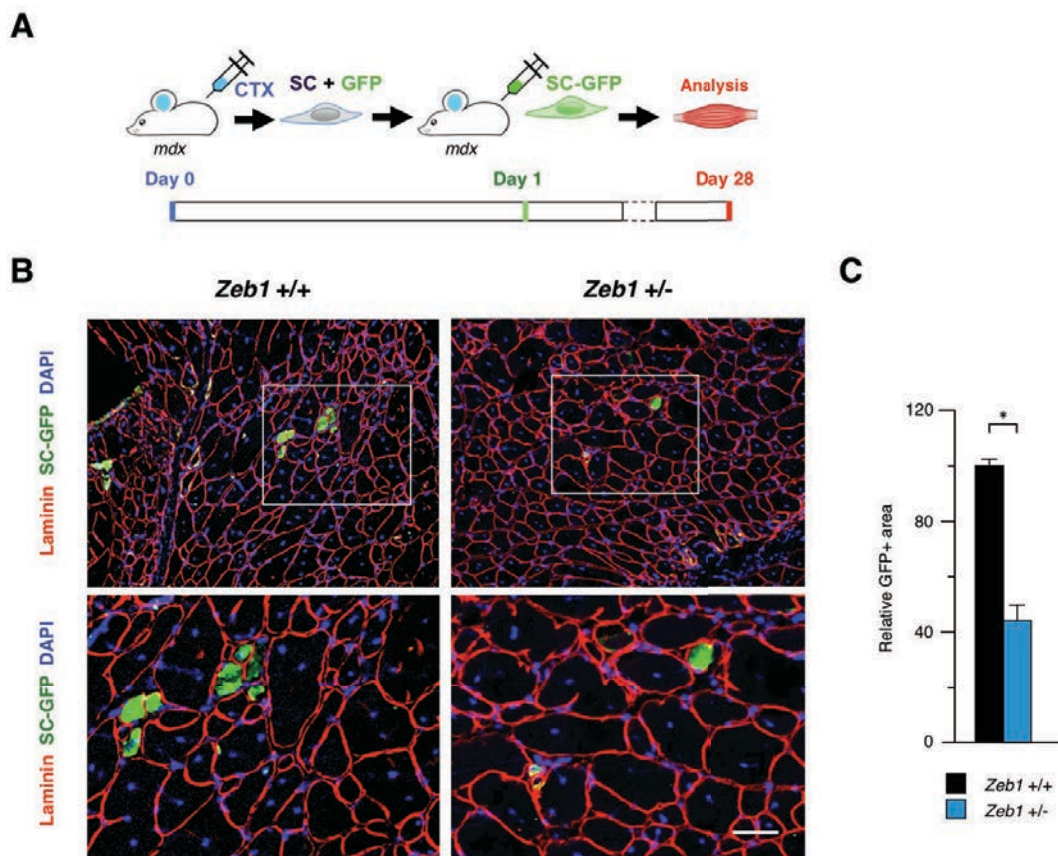 A
CTX
SC + GFP
SC-GFP
Analysis
mdx
mdx
Day 0
Day 1
Day 28
B
Zeb1 +/+
Zeb1 +/-
Laminin SC-GFP DAPI
Laminin SC-GFP DAPI
C
Relative GFP+ area
120
80
40
0
*
Zeb1 +/+
Zeb1 +/-